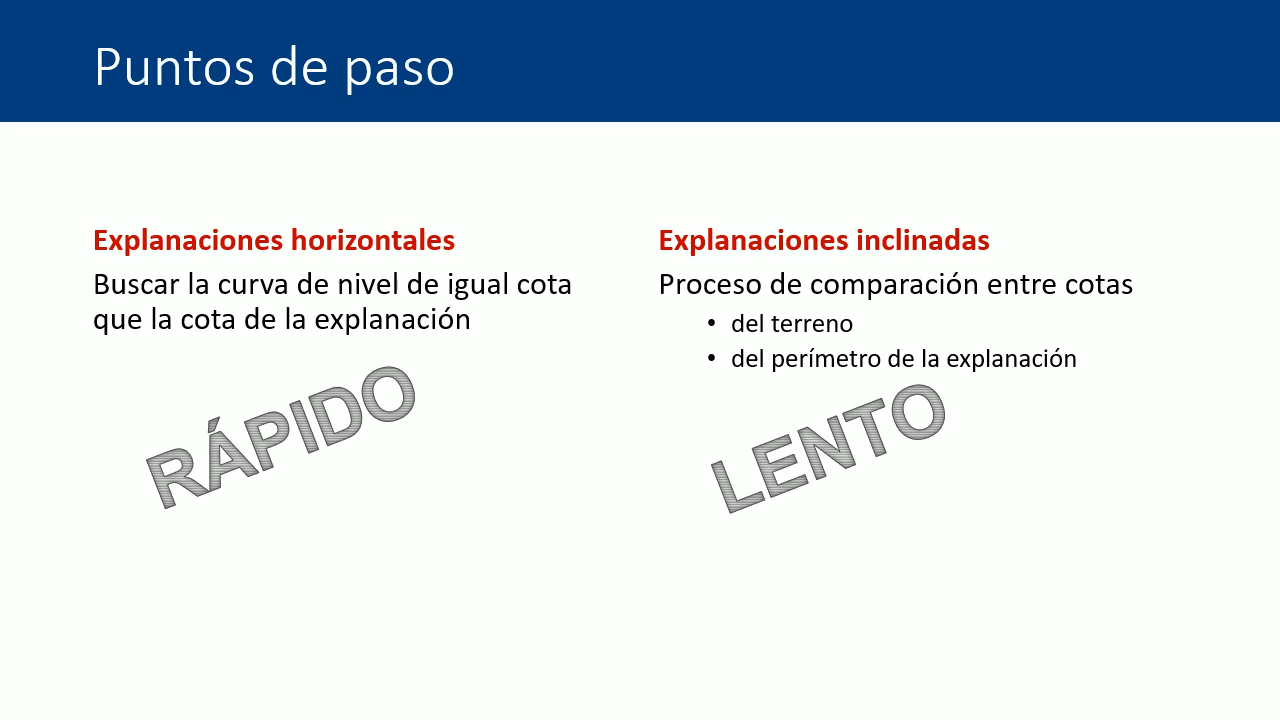 Puntos de paso
Explanaciones horizontales
Buscar la curva de nivel de igual cota
que la cota de la explanación
RÁPIDO
Explanaciones inclinadas
Proceso de comparación entre cotas
• del terreno
• del perímetro de la explanación
LENTO